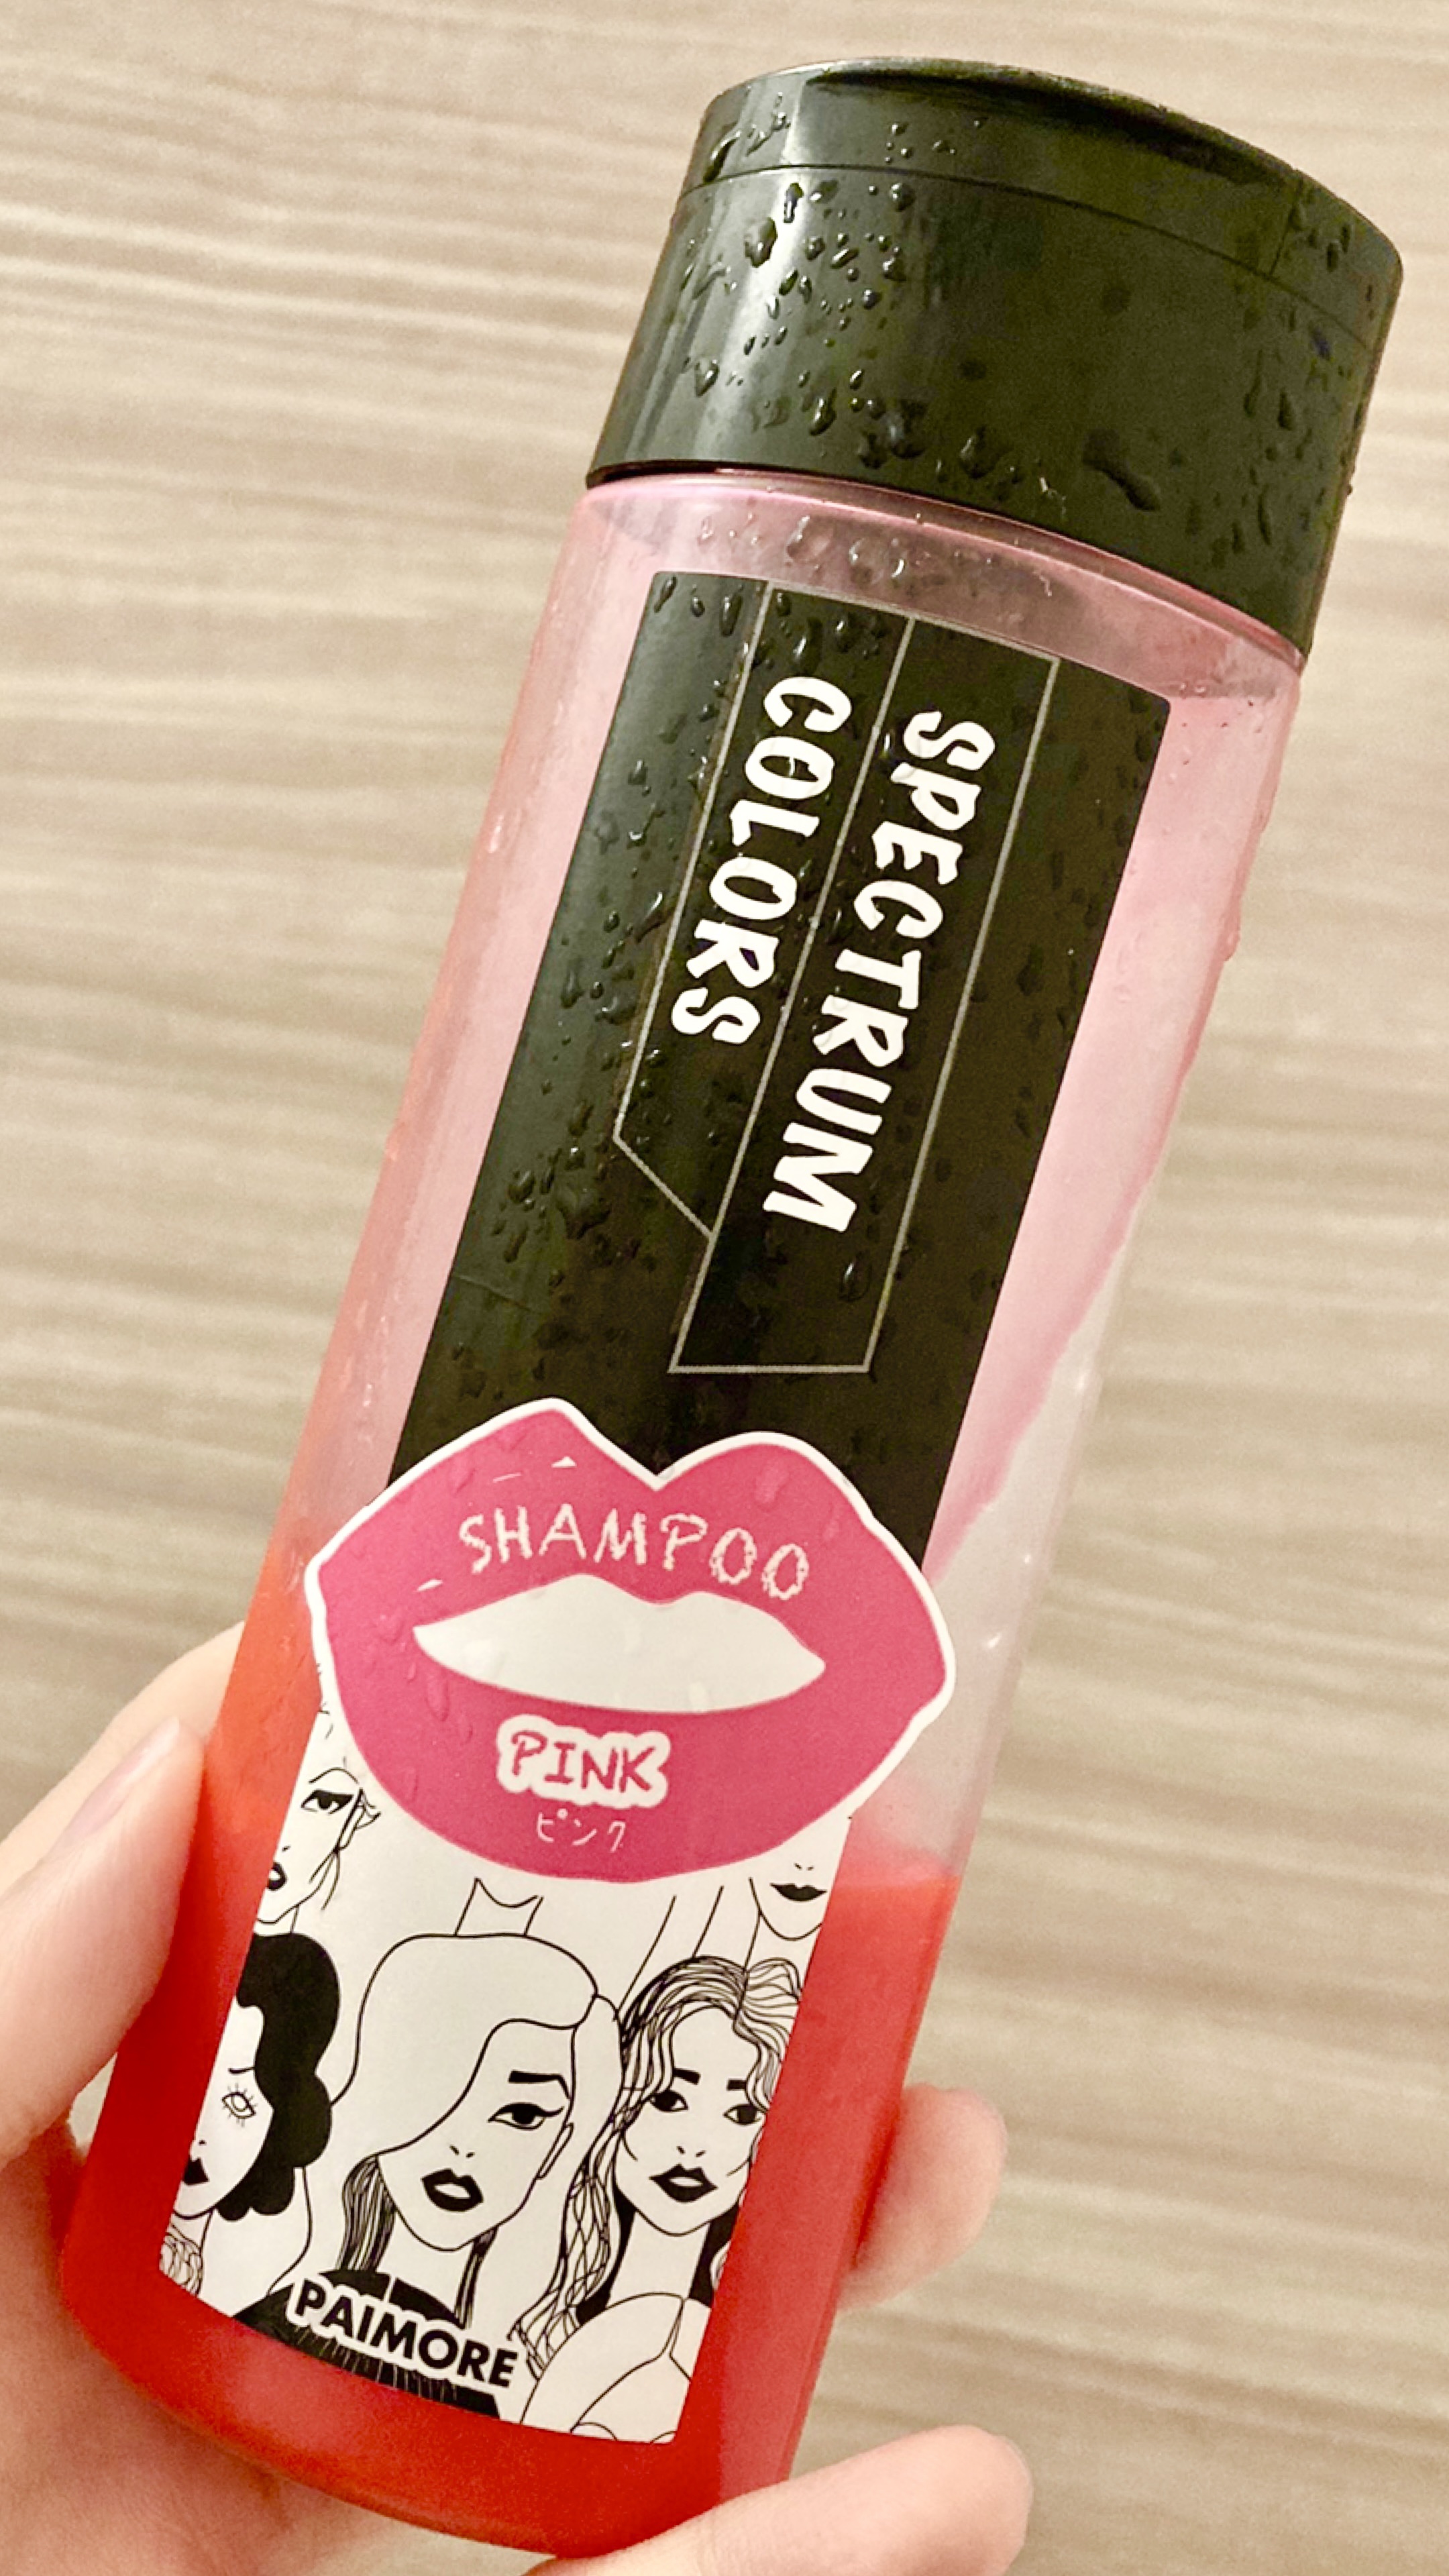 SPECTRUM
COLORS
SHAMPOO
PINK
ピンク
PAIMORE